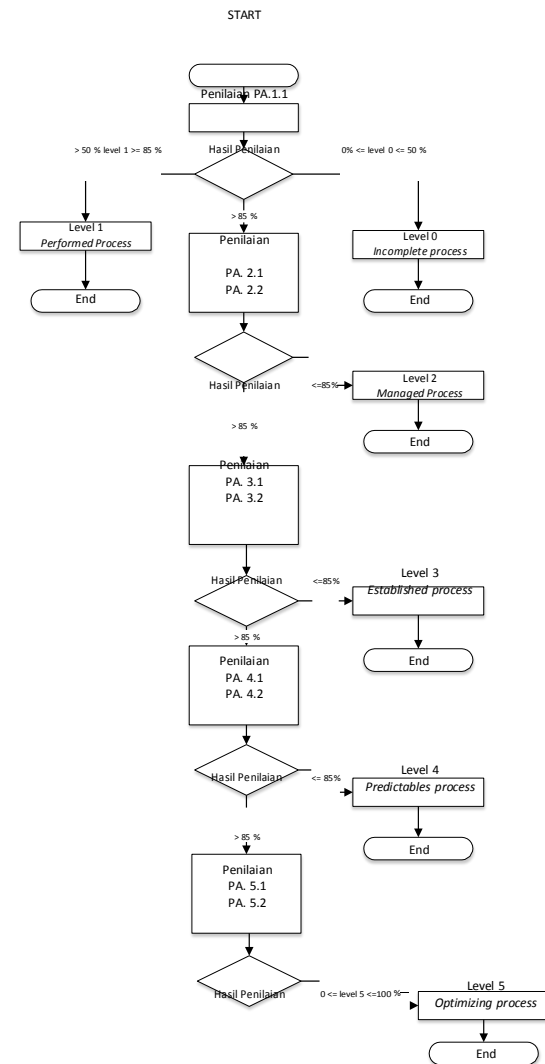 START
Penilaian PA.1.1
Hasil Penilaian
> 50 % level 1 >= 85 %
0% <= level 0 <= 50 %
> 85 %
Level 1
Performed Process
End
Level 0
Incomplete process
End
Penilaian
PA. 2.1
PA. 2.2
Hasil Penilaian
<=85%
Level 2
Managed Process
End
> 85 %
Penilaian
PA. 3.1
PA. 3.2
Hasil Penilaian
<=85%
Level 3
Established process
End
> 85 %
Penilaian
PA. 4.1
PA. 4.2
Hasil Penilaian
<= 85%
Level 4
Predictables process
End
> 85 %
Penilaian
PA. 5.1
PA. 5.2
Hasil Penilaian
0 <= level 5 <=100 %
Level 5
Optimizing process
End